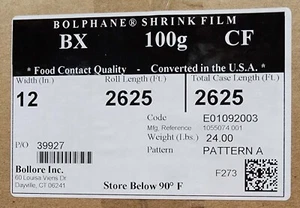 BOLPHANE® SHRINK FILM
BX 100g CF
* Food Contact Quality - Converted in the U.S.A. *
Width (In.) Roll Length (Ft.) Total Case Length (Ft.)
12 2625 2625
Code E01092003
Mfg. Reference 1055074 001
P/O 39927 Weight (Lbs.) 24.00
Pattern PATTERN A
Bollore Inc.
60 Louisa Viens Dr
Dayville, CT 06241
F273
Store Below 90° F